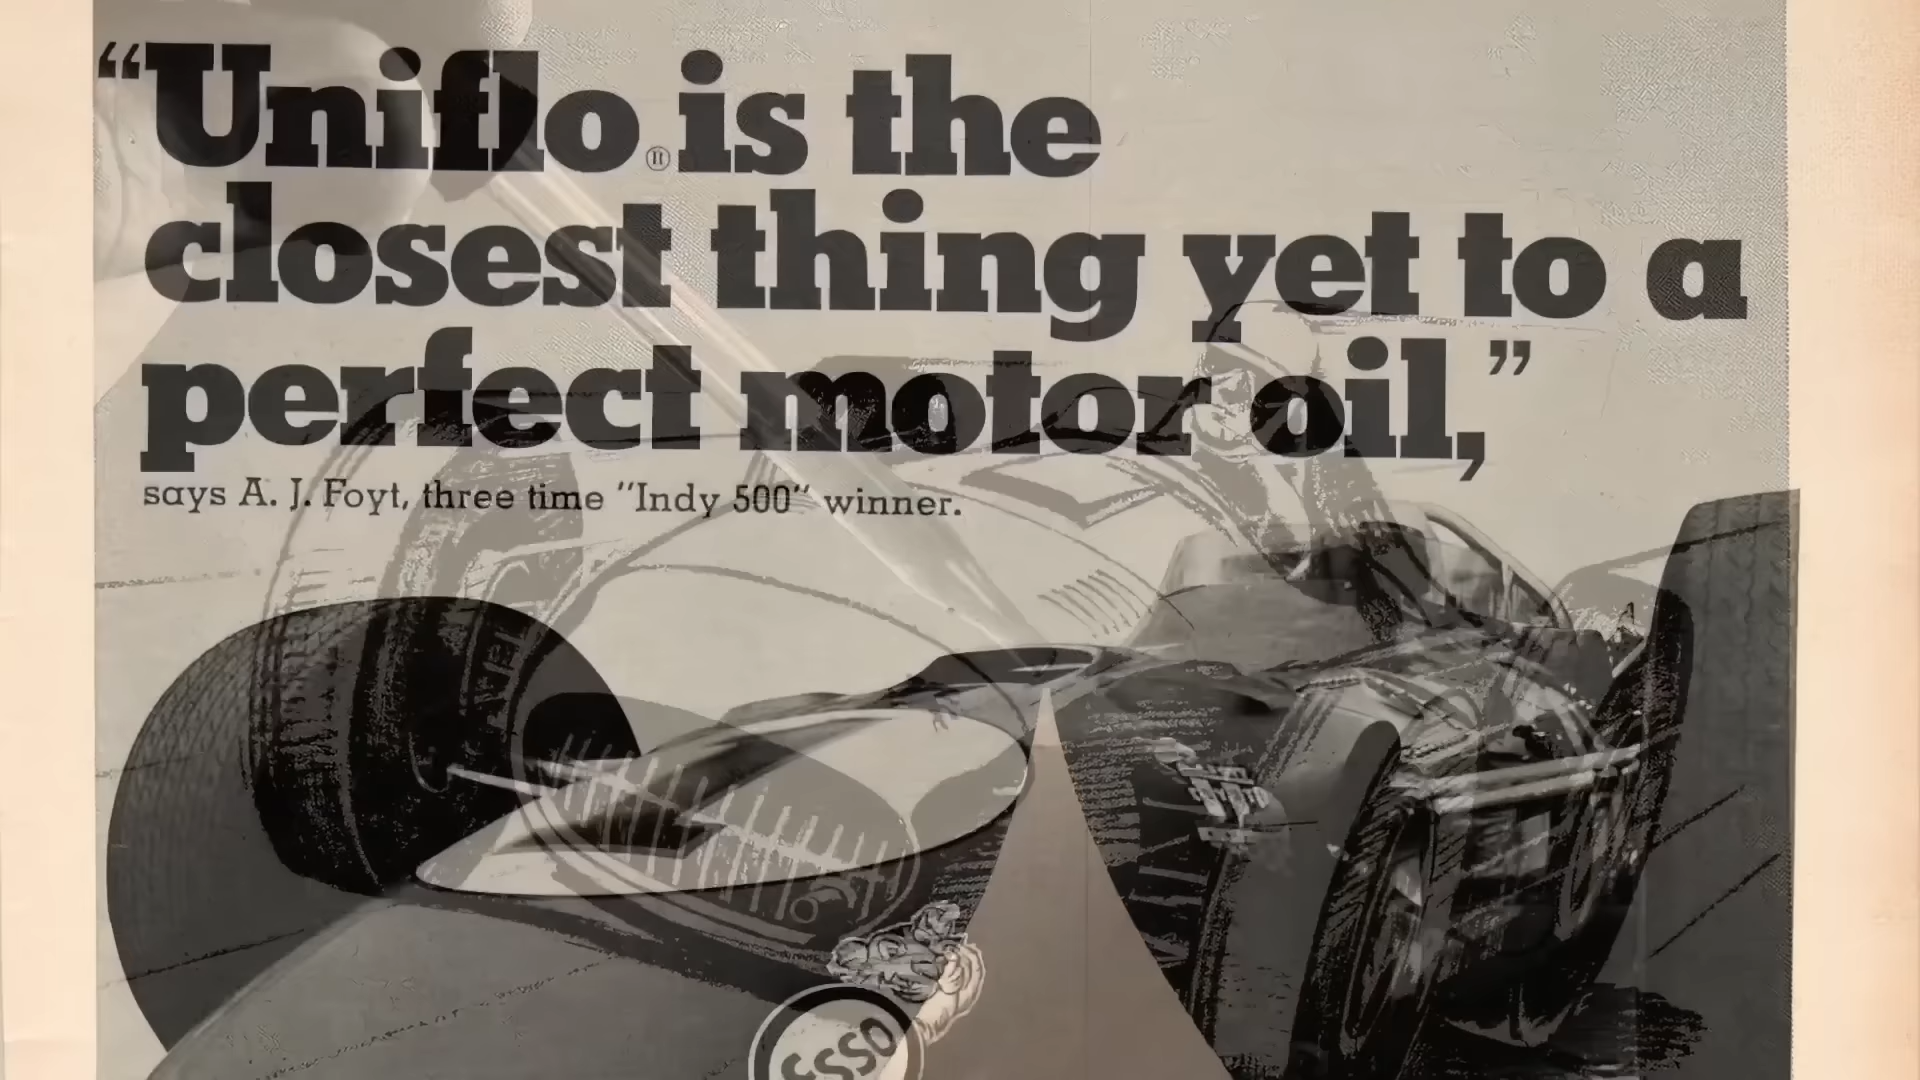 “Uniflo® is the
closest thing yet to a
perfect motor oil,”
says A. J. Foyt, three time "Indy 500" winner.
Esso